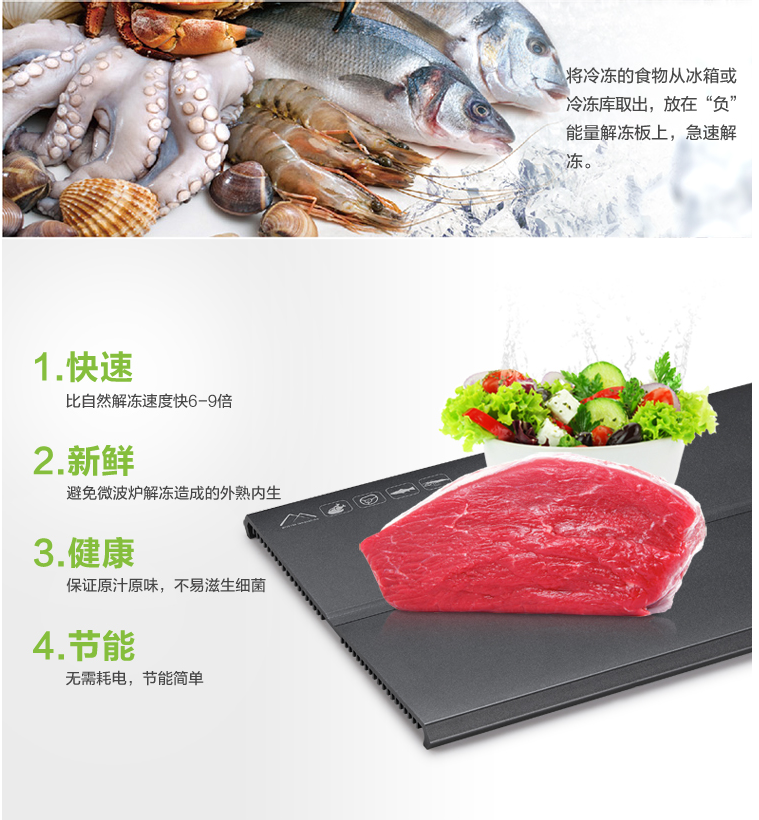 将冷冻的食物从冰箱或
冷冻库取出，放在“负”
能量解冻板上，急速解
冻。
1.快速
比自然解冻速度快6-9倍
2.新鲜
避免微波炉解冻造成的外熟内生
3.健康
保证原汁原味，不易滋生细菌
4.节能
无需耗电，节能简单